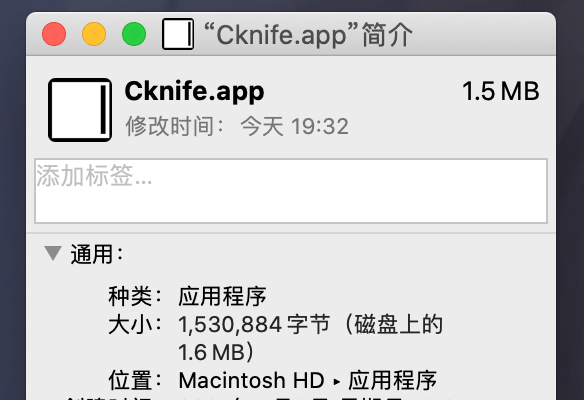 “Cknife.app”简介
Cknife.app 1.5 MB
修改时间：今天 19:32
添加标签...
通用：
种类：应用程序
大小：1,530,884 字节（磁盘上的
1.6 MB）
位置：Macintosh HD ▸ 应用程序